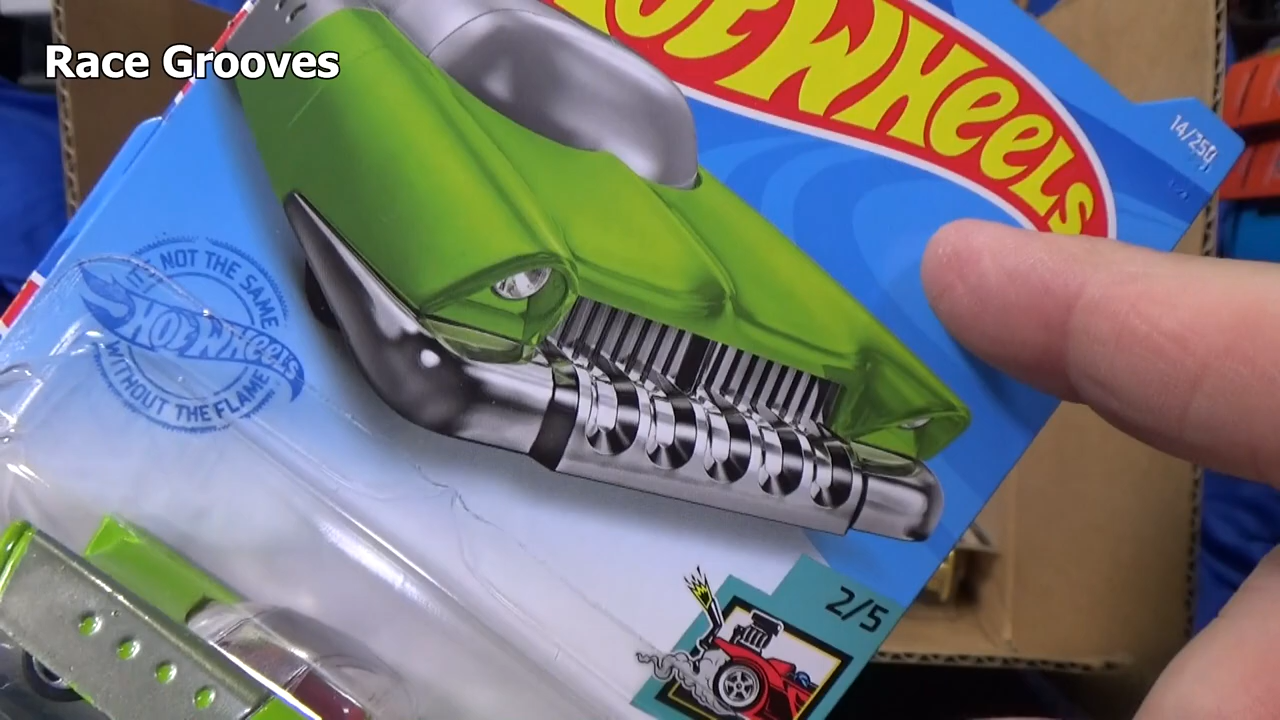 Race Grooves
HOT WHEELS
14/250
IT'S NOT THE SAME
HOT WHEELS
WITHOUT THE FLAME
2/5